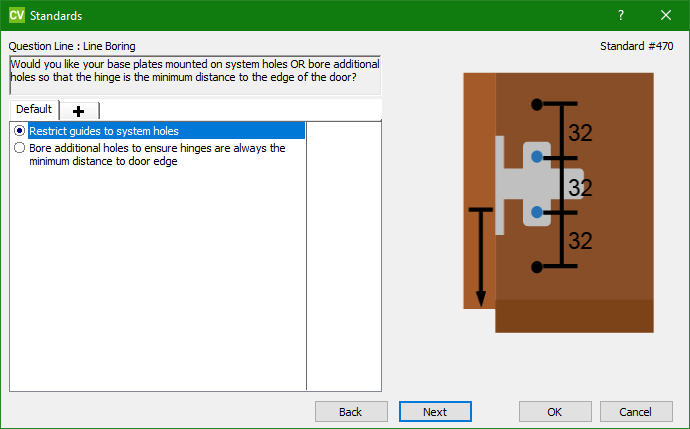 CV Standards
Question Line : Line Boring
Standard #470
Would you like your base plates mounted on system holes OR bore additional
holes so that the hinge is the minimum distance to the edge of the door?
Default
Restrict guides to system holes
Bore additional holes to ensure hinges are always the
minimum distance to door edge
32
32
32
Back Next OK Cancel